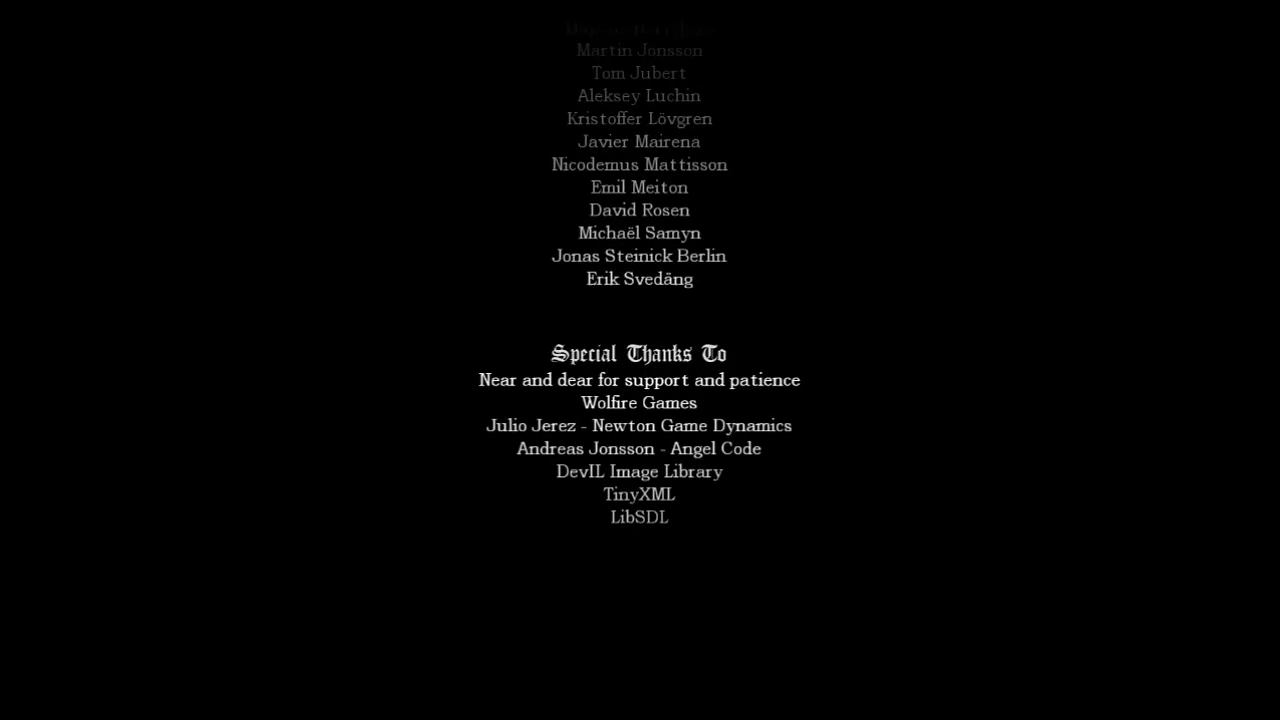 Martin Jonsson
Tom Jubert
Aleksey Luchin
Kristoffer Lövgren
Javier Mairena
Nicodemus Mattisson
Emil Meiton
David Rosen
Michaël Samyn
Jonas Steinick Berlin
Erik Svedäng
Special Thanks To
Near and dear for support and patience
Wolfire Games
Julio Jerez - Newton Game Dynamics
Andreas Jonsson - Angel Code
DevIL Image Library
TinyXML
LibSDL